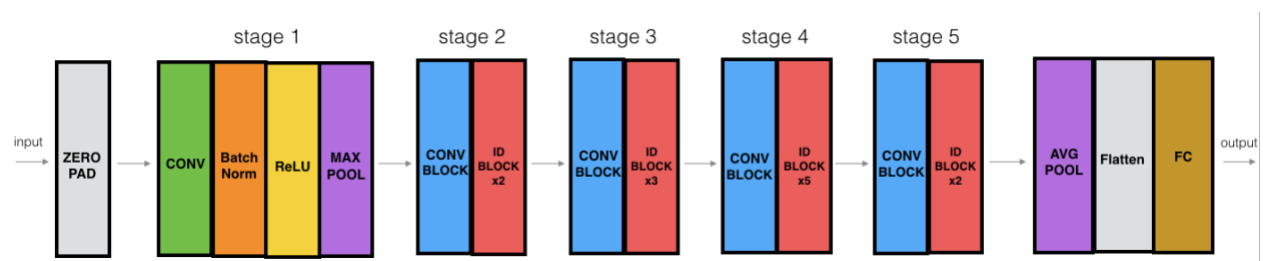 stage 1
stage 2
stage 3
stage 4
stage 5
input
ZERO
PAD
CONV
Batch
Norm
ReLU
MAX
POOL
CONV
BLOCK
ID
BLOCK
x2
CONV
BLOCK
ID
BLOCK
x3
CONV
BLOCK
ID
BLOCK
x5
CONV
BLOCK
ID
BLOCK
x2
AVG
POOL
Flatten
FC
output